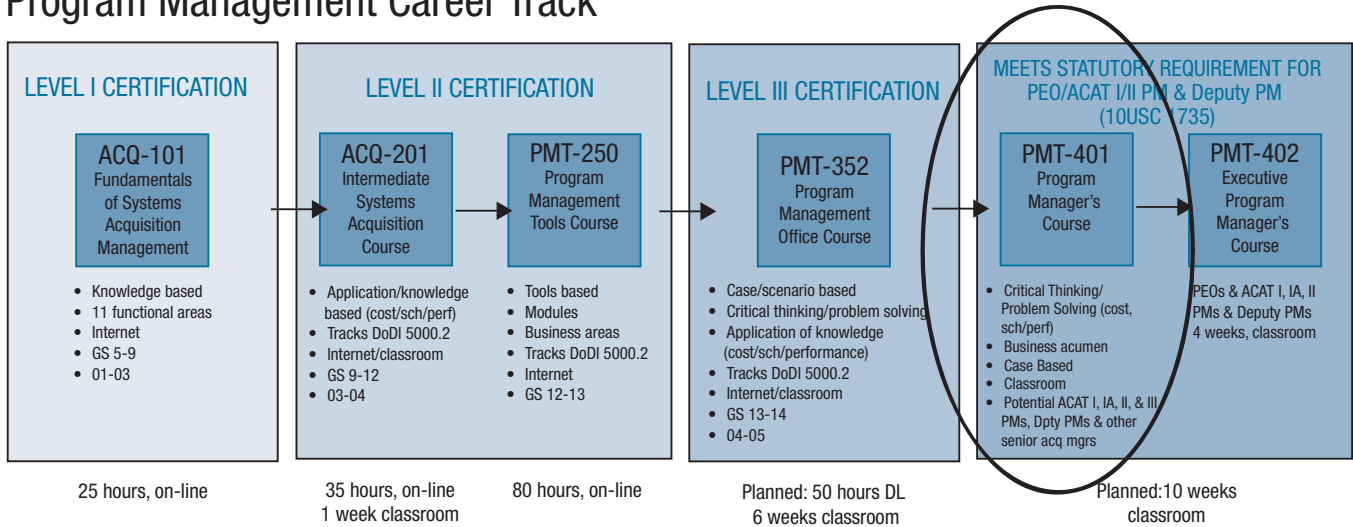 Program Management Career Track
LEVEL I CERTIFICATION
ACQ-101
Fundamentals
of Systems
Acquisition
Management
• Knowledge based
• 11 functional areas
• Internet
• GS 5-9
• 01-03
25 hours, on-line
LEVEL II CERTIFICATION
ACQ-201
Intermediate
Systems
Acquisition
Course
• Application/knowledge
based (cost/sch/perf)
• Tracks DoDI 5000.2
• Internet/classroom
• GS 9-12
• 03-04
35 hours, on-line
1 week classroom
PMT-250
Program
Management
Tools Course
• Tools based
• Modules
• Business areas
• Tracks DoDI 5000.2
• Internet
• GS 12-13
80 hours, on-line
LEVEL III CERTIFICATION
PMT-352
Program
Management
Office Course
• Case/scenario based
• Critical thinking/problem solving
• Application of knowledge
(cost/sch/performance)
• Tracks DoDI 5000.2
• Internet/classroom
• GS 13-14
• 04-05
Planned: 50 hours DL
6 weeks classroom
MEETS STATUTORY REQUIREMENT FOR
PEO/ACAT I/II PM & Deputy PM
(10USC 1735)
PMT-401
Program
Manager's
Course
• Critical Thinking/
Problem Solving (cost,
sch/perf)
• Business acumen
• Case Based
• Classroom
• Potential ACAT I, IA, II, & III
PMs, Dpty PMs & other
senior acq mgrs
PMT-402
Executive
Program
Manager's
Course
PEOs & ACAT I, IA, II
PMs & Deputy PMs
4 weeks, classroom
Planned:10 weeks
classroom